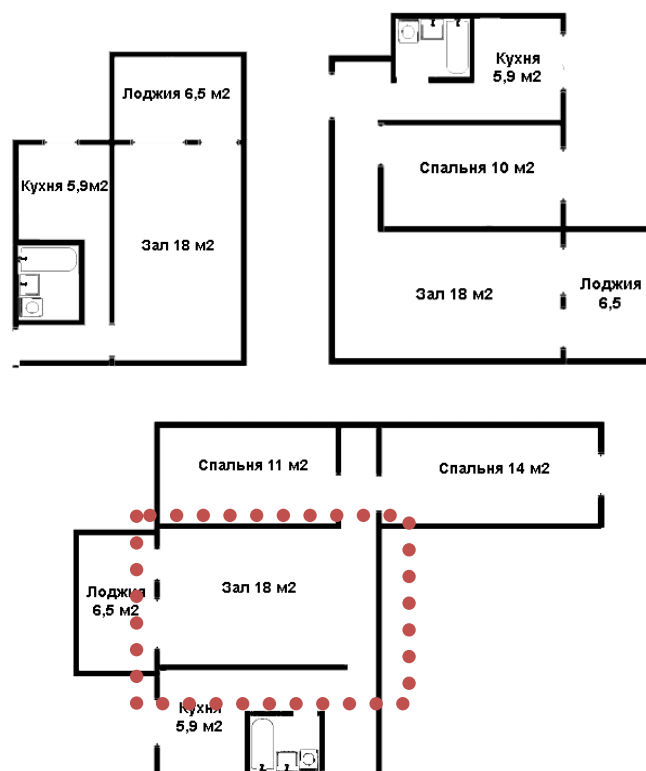 Лоджия 6,5 м2
Кухня 5,9м2
Зал 18 м2
Кухня
5,9 м2
Спальня 10 м2
Зал 18 м2
Лоджия
6,5
Спальня 11 м2
Спальня 14 м2
Лоджия
6,5 м2
Зал 18 м2
Кухня
5,9 м2